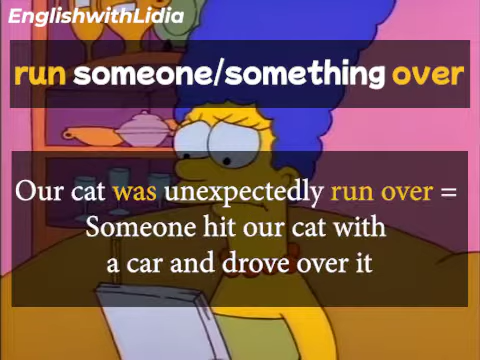 EnglishwithLidia
run someone/something over
Our cat was unexpectedly run over =
Someone hit our cat with
a car and drove over it